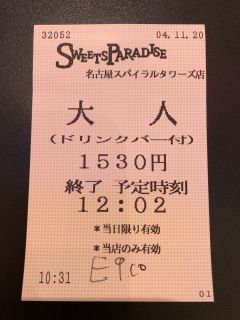 32052 04.11.20
SWEETSPARADISE
名古屋スパイラルタワーズ店
大 人
(ドリンクバー付)
1530円
終了 予定時刻
12:02
*当日限り有効
*当店のみ有効
10:31
01